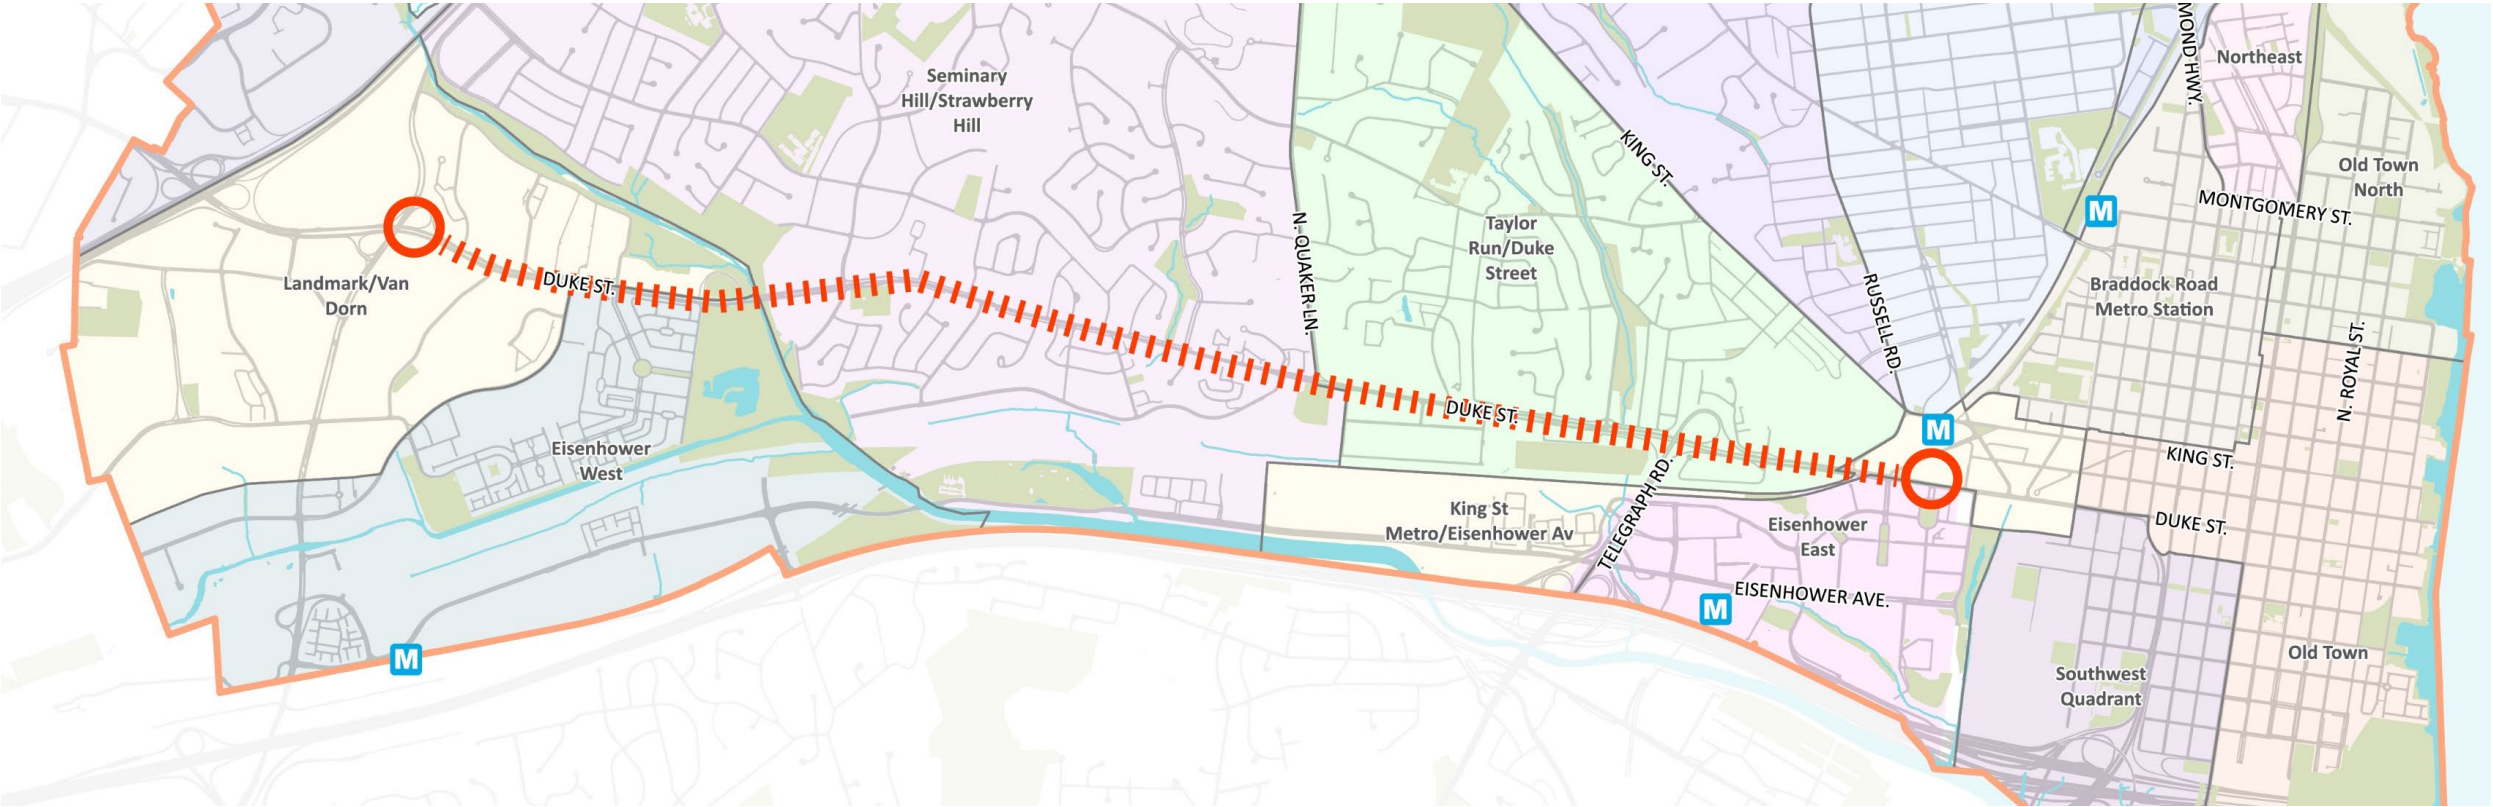 Seminary
Hill/Strawberry
Hill
MOND HWY.
Northeast
KING ST.
Old Town
North
M
MONTGOMERY ST.
N. QUAKER LN.
Taylor
Run/Duke
Street
DUKE ST.
Landmark/Van
Dorn
RUSSELL RD.
Braddock Road
Metro Station
N. ROYAL ST.
DUKE ST.
M
Eisenhower
West
KING ST.
TELEGRAPH RD.
King St
Metro/Eisenhower Av
Eisenhower
East
DUKE ST.
EISENHOWER AVE.
M
M
Old Town
Southwest
Quadrant